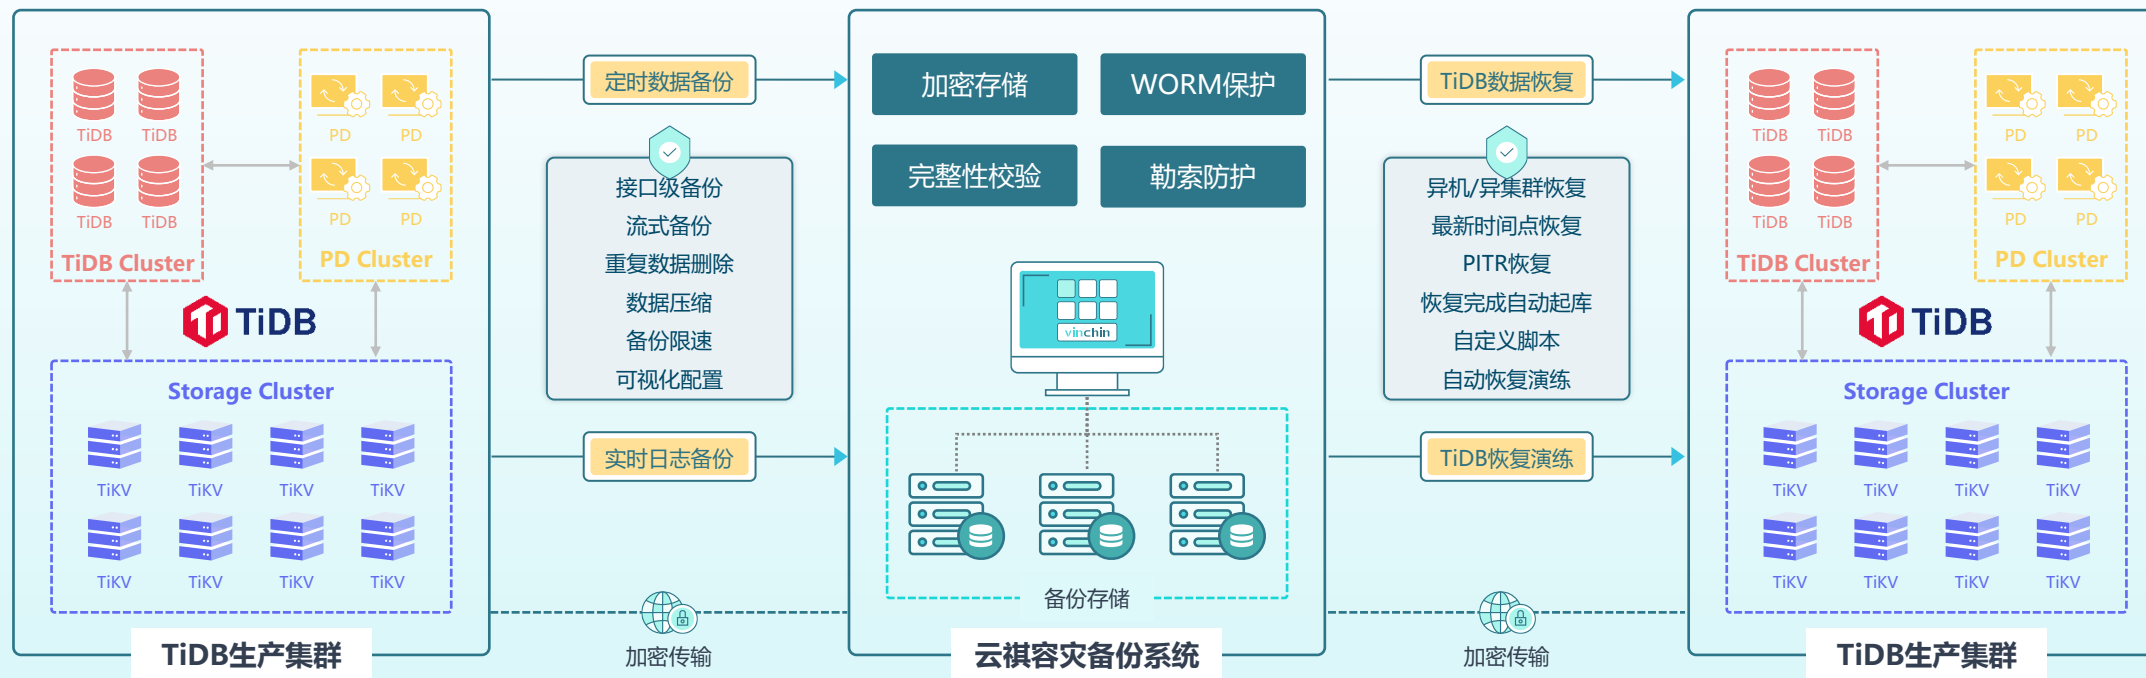 TiDB
TiDB
TiDB
TiDB
TiDB Cluster
PD
PD
PD
PD
PD Cluster
TiDB
Storage Cluster
TiKV
TiKV
TiKV
TiKV
TiKV
TiKV
TiKV
TiKV
TiDB生产集群
定时数据备份
接口级备份
流式备份
重复数据删除
数据压缩
备份限速
可视化配置
实时日志备份
加密传输
加密存储
WORM保护
完整性校验
勒索防护
vinchin
备份存储
云祺容灾备份系统
TiDB数据恢复
异机/异集群恢复
最新时间点恢复
PITR恢复
恢复完成自动起库
自定义脚本
自动恢复演练
TiDB恢复演练
加密传输
TiDB
TiDB
TiDB
TiDB
TiDB Cluster
PD
PD
PD
PD
PD Cluster
TiDB
Storage Cluster
TiKV
TiKV
TiKV
TiKV
TiKV
TiKV
TiKV
TiKV
TiDB生产集群